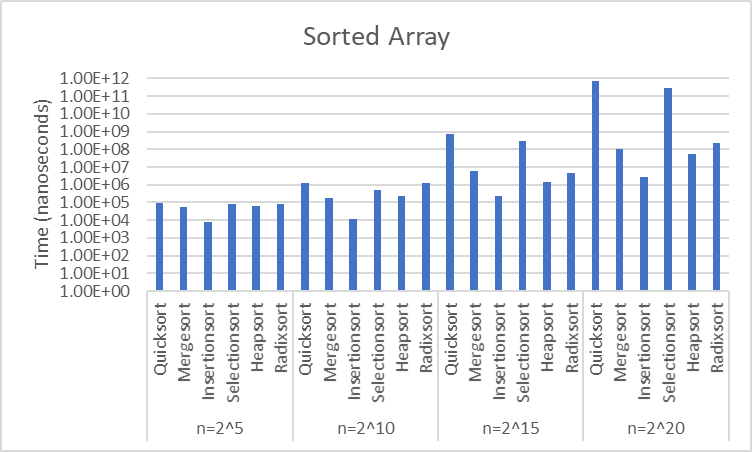 Sorted Array
Time (nanoseconds)
1.00E+12
1.00E+11
1.00E+10
1.00E+09
1.00E+08
1.00E+07
1.00E+06
1.00E+05
1.00E+04
1.00E+03
1.00E+02
1.00E+01
1.00E+00
Quicksort
Mergesort
Insertionsort
Selectionsort
Heapsort
Radixsort
Quicksort
Mergesort
Insertionsort
Selectionsort
Heapsort
Radixsort
Quicksort
Mergesort
Insertionsort
Selectionsort
Heapsort
Radixsort
Quicksort
Mergesort
Insertionsort
Selectionsort
Heapsort
Radixsort
n=2^5
n=2^10
n=2^15
n=2^20